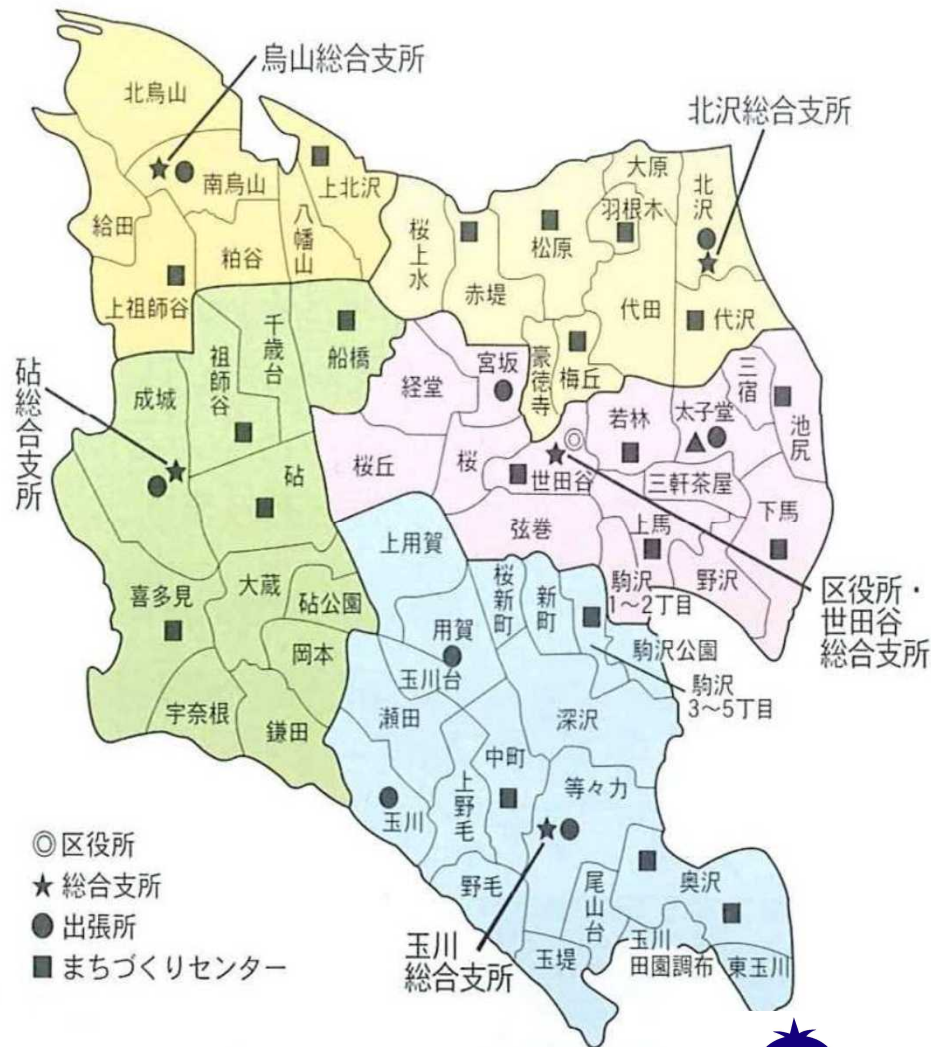 烏山総合支所
北沢総合支所
北烏山
南烏山
上北沢
給田
粕谷
八幡山
上祖師谷
桜上水
赤堤
松原
大原
羽根木
北沢
代田
代沢
豪徳寺
梅丘
砧総合支所
成城
祖師谷
千歳台
船橋
砧
喜多見
大蔵
砧公園
岡本
宇奈根
鎌田
経堂
宮坂
桜丘
桜
世田谷
弦巻
若林
太子堂
三宿
池尻
三軒茶屋
上馬
下馬
野沢
駒沢
1～2丁目
区役所・
世田谷
総合支所
上用賀
桜新町
新町
用賀
玉川台
駒沢公園
駒沢
3～5丁目
瀬田
深沢
中町
上野毛
玉川
等々力
野毛
尾山台
奥沢
玉堤
玉川
田園調布
東玉川
玉川
総合支所
◎区役所
★総合支所
●出張所
■まちづくりセンター